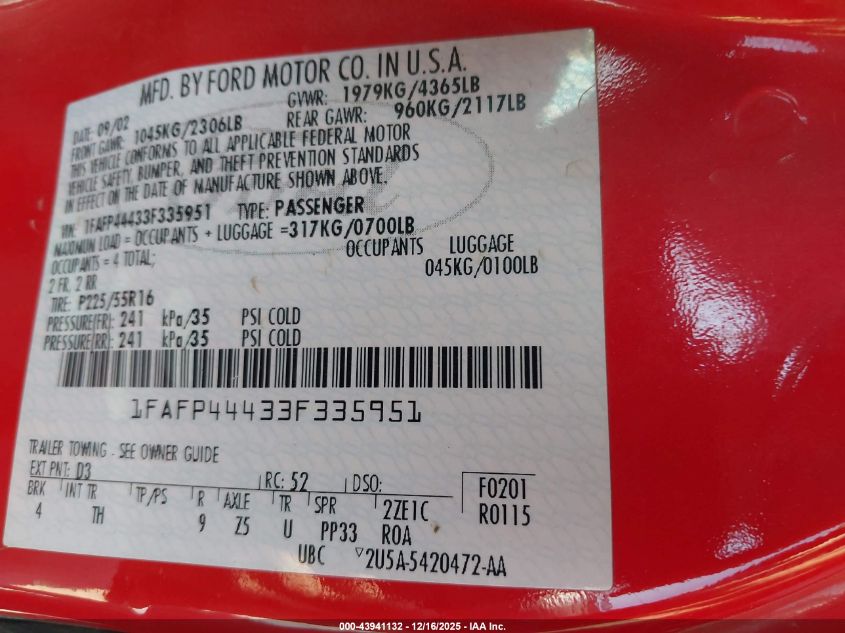 MFD. BY FORD MOTOR CO. IN U.S.A.
DATE: 09/02 GVWR: 1979KG/4365LB
FRONT GAWR: 1045KG/2306LB REAR GAWR: 960KG/2117LB
THIS VEHICLE CONFORMS TO ALL APPLICABLE FEDERAL MOTOR
VEHICLE SAFETY, BUMPER, AND THEFT PREVENTION STANDARDS
IN EFFECT ON THE DATE OF MANUFACTURE SHOWN ABOVE.
VIN: 1FAFP44433F335951 TYPE: PASSENGER
MAXIMUM LOAD = OCCUPANTS + LUGGAGE =317KG/0700LB
OCCUPANTS = 4 TOTAL; OCCUPANTS LUGGAGE
2 FR, 2 RR 045KG/0100LB
TIRE: P225/55R16
PRESSURE(FR): 241 kPa/35 PSI COLD
PRESSURE(RR): 241 kPa/35 PSI COLD
1FAFP44433F335951
TRAILER TOWING - SEE OWNER GUIDE
EXT PNT: D3 RC: 52 DSO: F0201
BRK INT TR TP/PS R AXLE TR SPR 2ZE1C R0115
4 TH 9 Z5 U PP33 R0A
UBC ▽2U5A-5420472-AA
000-43941132 - 12/16/2025 - IAA Inc.